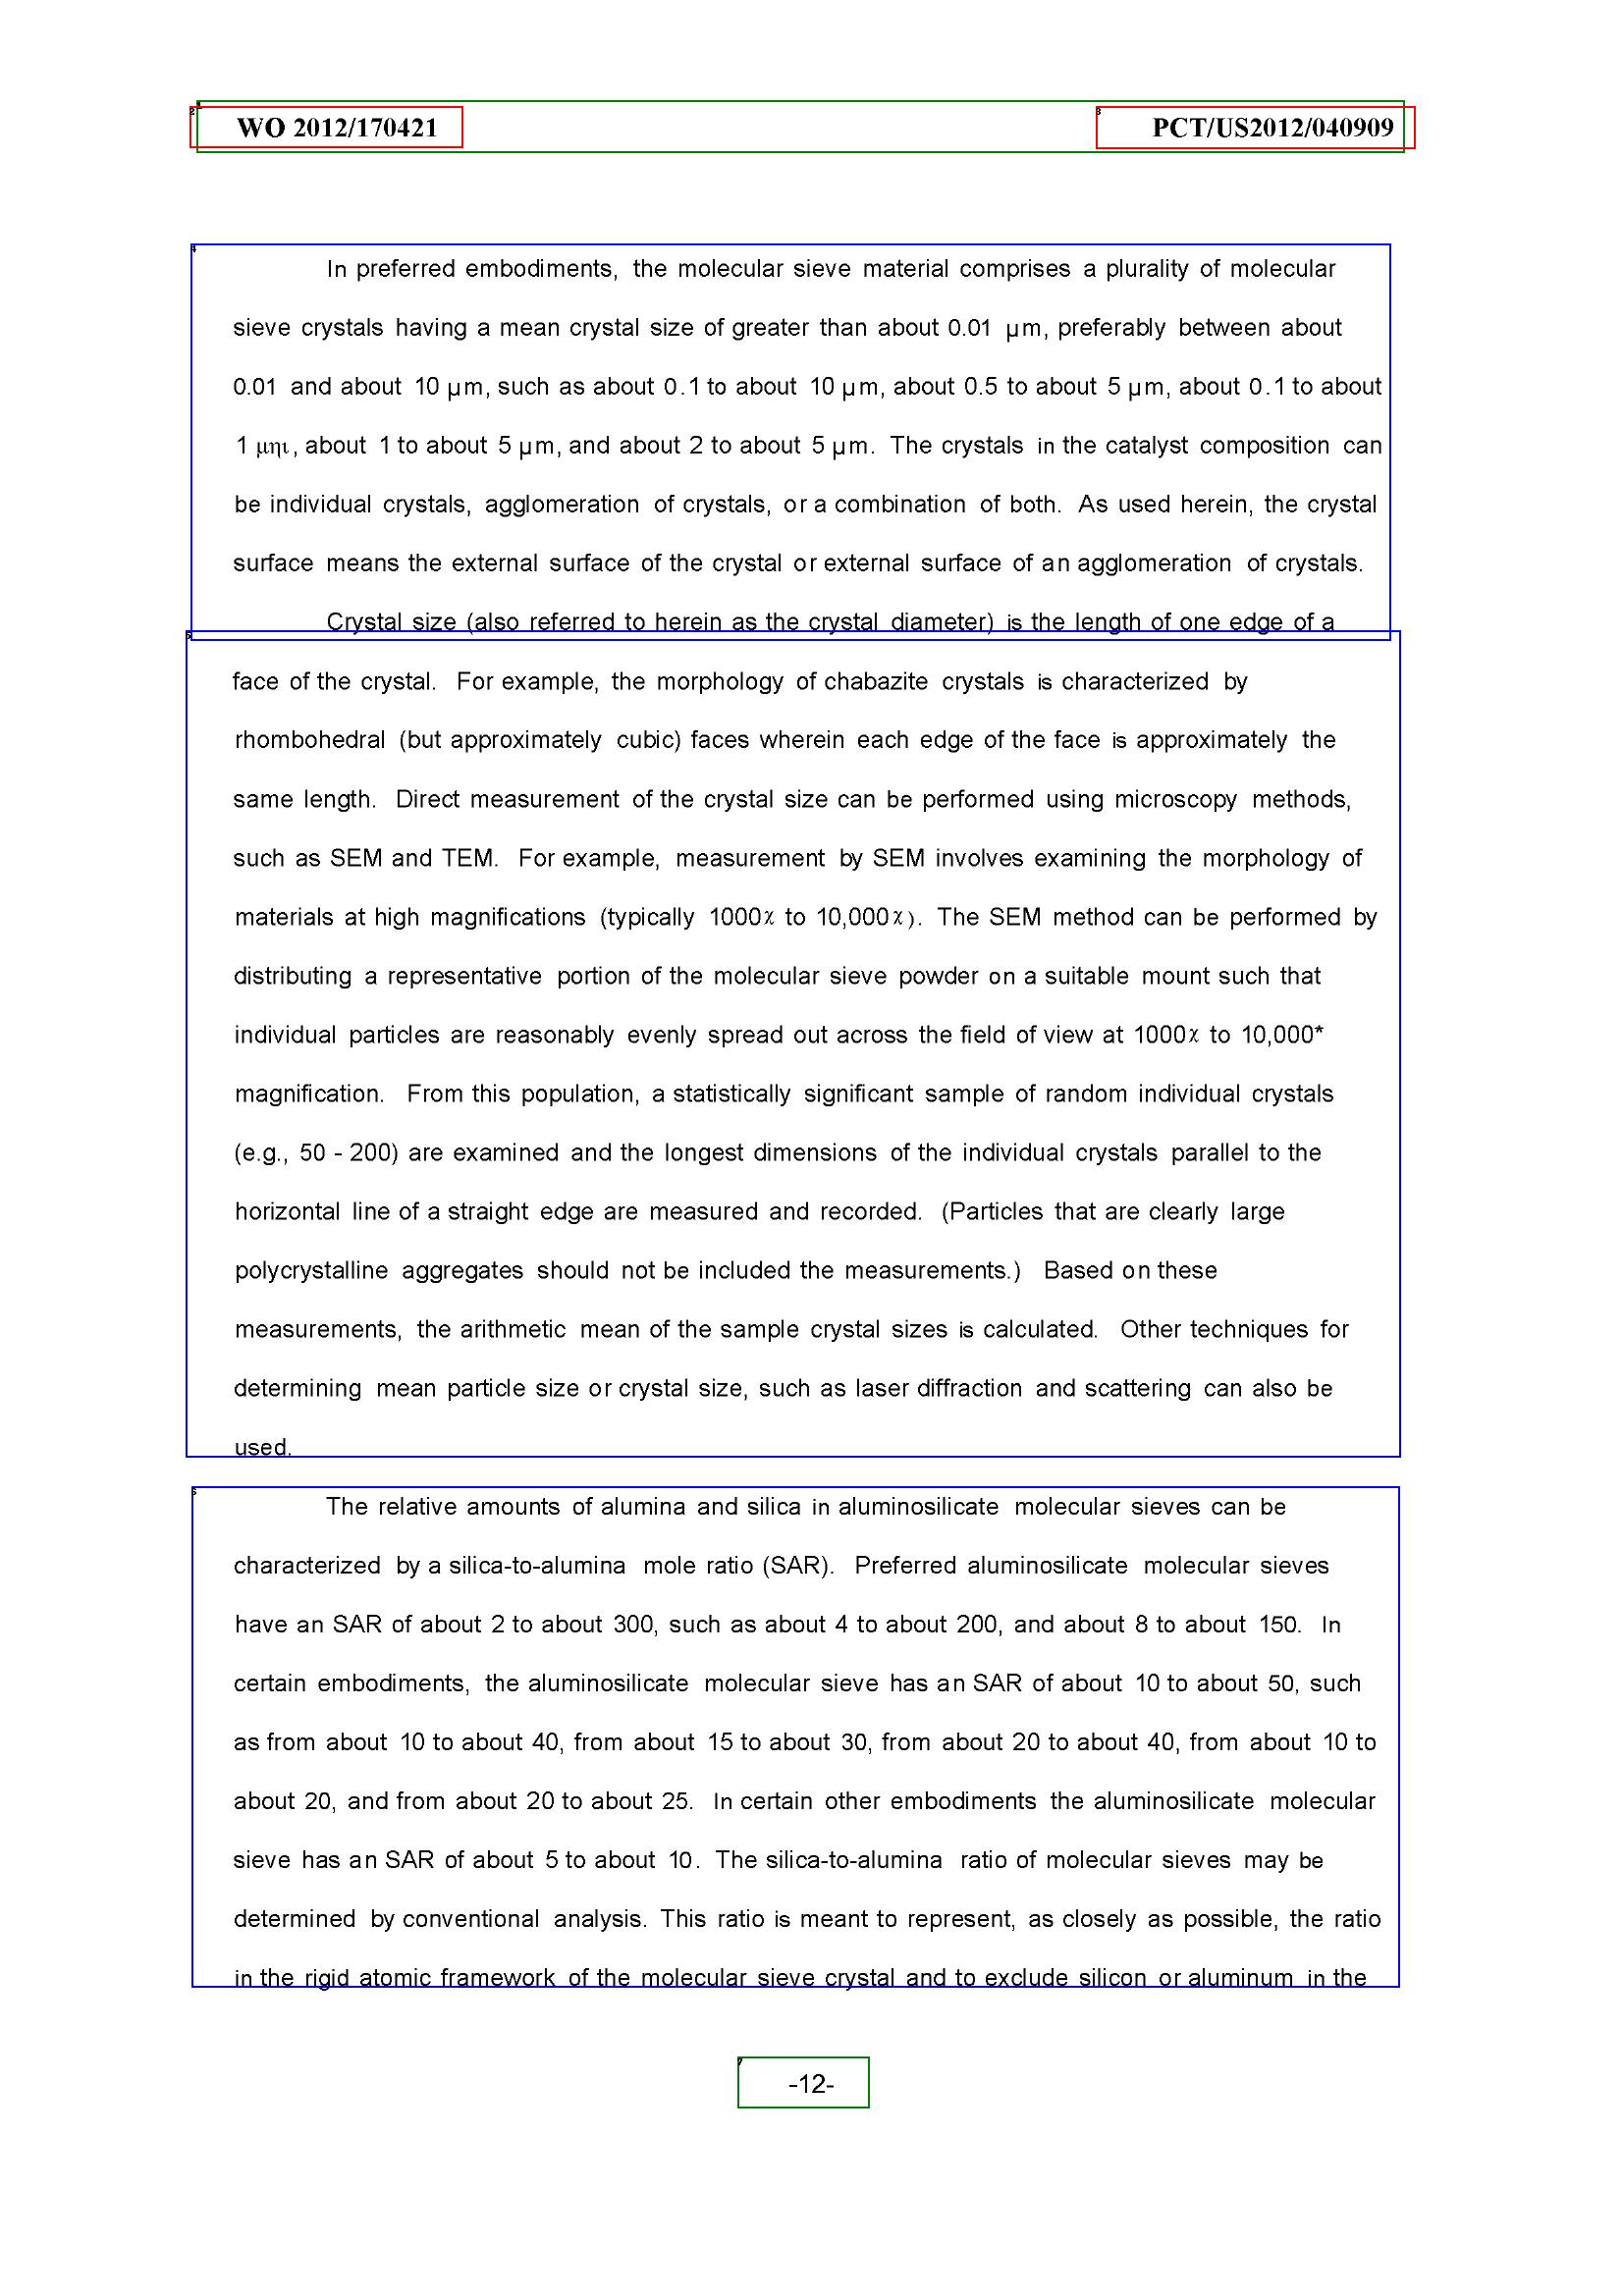 WO 2012/170421 PCT/US2012/040909
In preferred embodiments, the molecular sieve material comprises a plurality of molecular
sieve crystals having a mean crystal size of greater than about 0.01 μm, preferably between about
0.01 and about 10 μm, such as about 0.1 to about 10 μm, about 0.5 to about 5 μm, about 0.1 to about
1 μηι, about 1 to about 5 μm, and about 2 to about 5 μm. The crystals in the catalyst composition can
be individual crystals, agglomeration of crystals, or a combination of both. As used herein, the crystal
surface means the external surface of the crystal or external surface of an agglomeration of crystals.
Crystal size (also referred to herein as the crystal diameter) is the length of one edge of a
face of the crystal. For example, the morphology of chabazite crystals is characterized by
rhombohedral (but approximately cubic) faces wherein each edge of the face is approximately the
same length. Direct measurement of the crystal size can be performed using microscopy methods,
such as SEM and TEM. For example, measurement by SEM involves examining the morphology of
materials at high magnifications (typically 1000χ to 10,000χ). The SEM method can be performed by
distributing a representative portion of the molecular sieve powder on a suitable mount such that
individual particles are reasonably evenly spread out across the field of view at 1000χ to 10,000*
magnification. From this population, a statistically significant sample of random individual crystals
(e.g., 50 - 200) are examined and the longest dimensions of the individual crystals parallel to the
horizontal line of a straight edge are measured and recorded. (Particles that are clearly large
polycrystalline aggregates should not be included the measurements.) Based on these
measurements, the arithmetic mean of the sample crystal sizes is calculated. Other techniques for
determining mean particle size or crystal size, such as laser diffraction and scattering can also be
used.
The relative amounts of alumina and silica in aluminosilicate molecular sieves can be
characterized by a silica-to-alumina mole ratio (SAR). Preferred aluminosilicate molecular sieves
have an SAR of about 2 to about 300, such as about 4 to about 200, and about 8 to about 150. In
certain embodiments, the aluminosilicate molecular sieve has an SAR of about 10 to about 50, such
as from about 10 to about 40, from about 15 to about 30, from about 20 to about 40, from about 10 to
about 20, and from about 20 to about 25. In certain other embodiments the aluminosilicate molecular
sieve has an SAR of about 5 to about 10. The silica-to-alumina ratio of molecular sieves may be
determined by conventional analysis. This ratio is meant to represent, as closely as possible, the ratio
in the rigid atomic framework of the molecular sieve crystal and to exclude silicon or aluminum in the
-12-